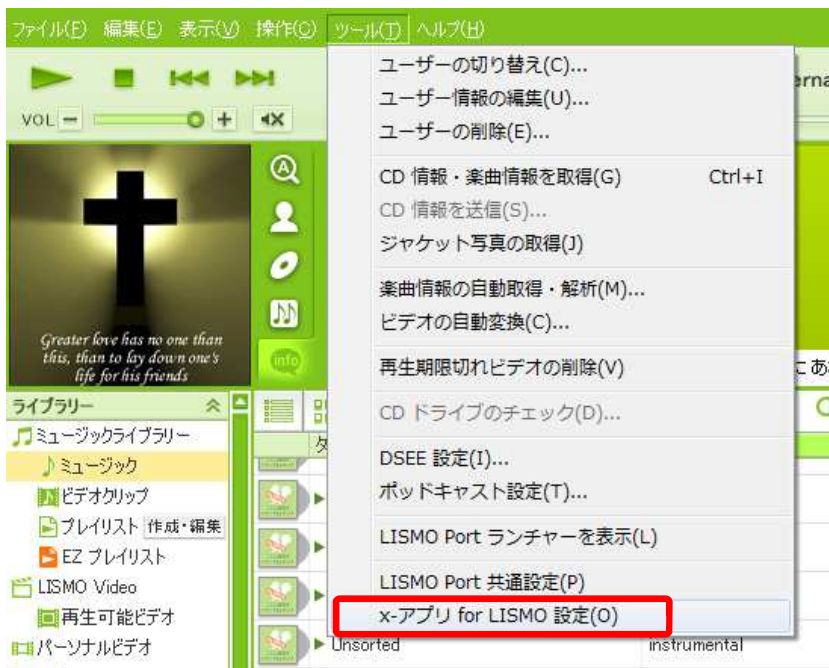 ファイル(F) 編集(E) 表示(V) 操作(O) ツール(T) ヘルプ(H)
ユーザーの切り替え(C)...
ユーザー情報の編集(U)...
ユーザーの削除(E)...
CD 情報・楽曲情報を取得(G) Ctrl+I
CD 情報を送信(S)...
ジャケット写真の取得(J)
楽曲情報の自動取得・解析(M)...
ビデオの自動変換(C)...
再生期限切れビデオの削除(V)
CD ドライブのチェック(D)...
DSEE 設定(I)...
ポッドキャスト設定(T)...
LISMO Port ランチャーを表示(L)
LISMO Port 共通設定(P)
x-アプリ for LISMO 設定(O)
VOL
Greater love has no one than
this, than to lay down one's
life for his friends
info
ライブラリー
ミュージックライブラリー
ミュージック
ビデオクリップ
プレイリスト 作成・編集
EZ プレイリスト
LISMO Video
再生可能ビデオ
パーソナルビデオ
Unsorted instrumental